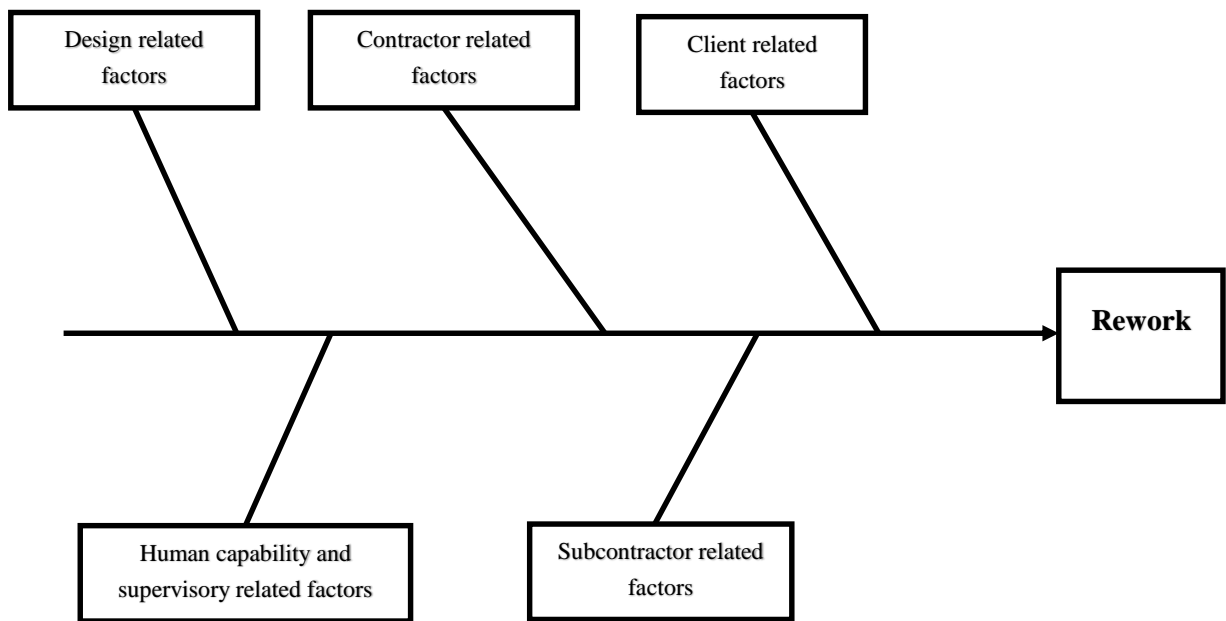 Design related
factors
Contractor related
factors
Client related
factors
Rework
Human capability and
supervisory related factors
Subcontractor related
factors